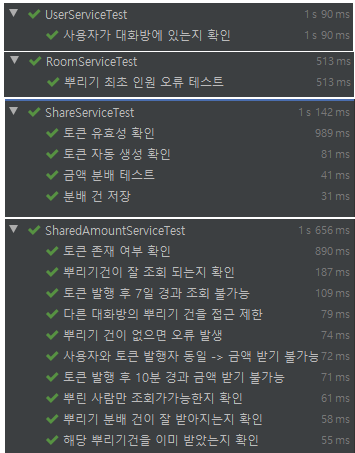 UserServiceTest 1 s 90 ms
사용자가 대화방에 있는지 확인 1 s 90 ms
RoomServiceTest 513 ms
뿌리기 최초 인원 오류 테스트 513 ms
ShareServiceTest 1 s 142 ms
토큰 유효성 확인 989 ms
토큰 자동 생성 확인 81 ms
금액 분배 테스트 41 ms
분배 건 저장 31 ms
SharedAmountServiceTest 1 s 656 ms
토큰 존재 여부 확인 890 ms
뿌리기건이 잘 조회 되는지 확인 187 ms
토큰 발행 후 7일 경과 조회 불가능 109 ms
다른 대화방의 뿌리기 건을 접근 제한 79 ms
뿌리기 건이 없으면 오류 발생 74 ms
사용자와 토큰 발행자 동일 -> 금액 받기 불가능 72 ms
토큰 발행 후 10분 경과 금액 받기 불가능 71 ms
뿌린 사람만 조회가가능한지 확인 61 ms
뿌리기 분배 건이 잘 받아지는지 확인 58 ms
해당 뿌리기건을 이미 받았는지 확인 55 ms